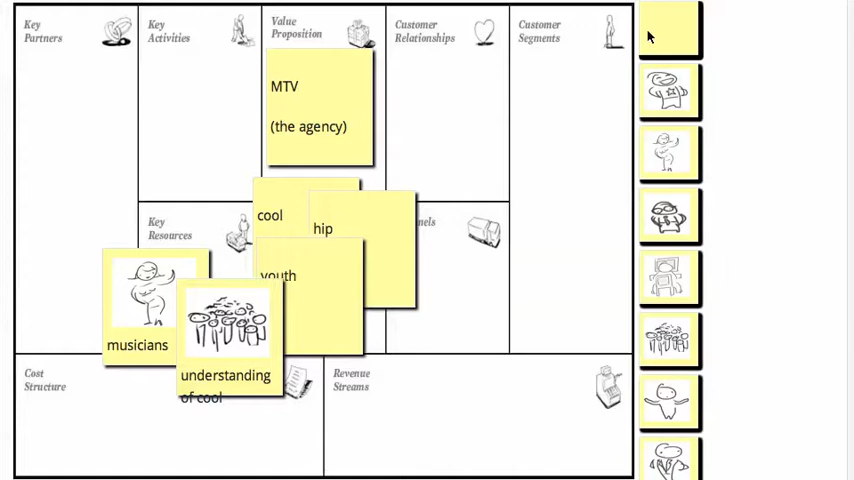 Key
Partners
Key
Activities
Value
Proposition
Customer
Relationships
Customer
Segments
MTV
(the agency)
Key
Resources
cool
hip
nels
youth
musicians
understanding
of cool
Cost
Structure
Revenue
Streams